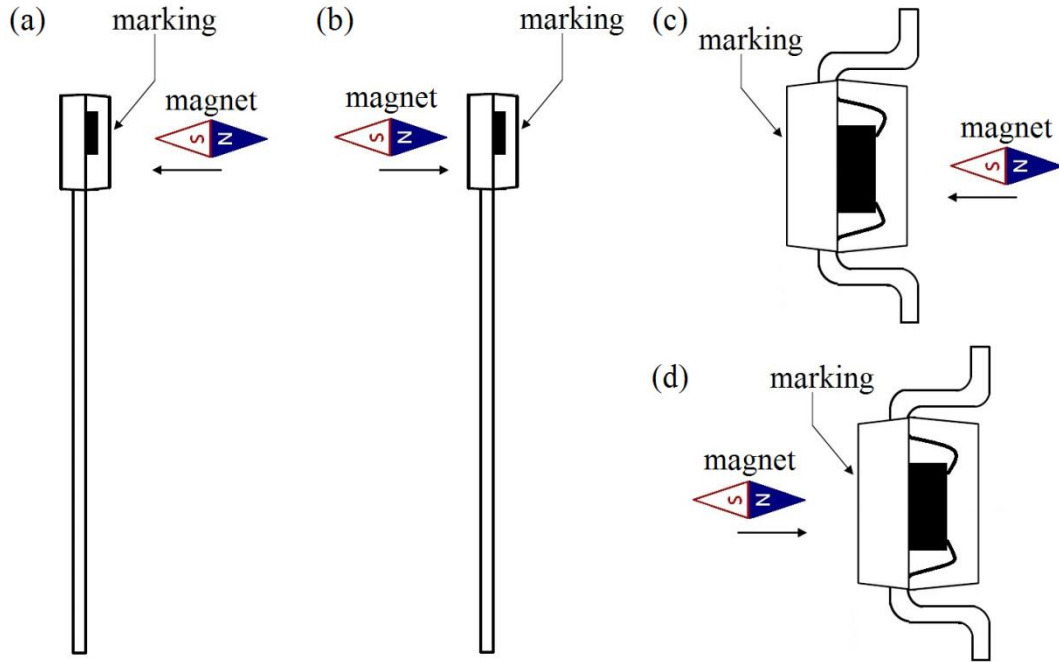 (a)
marking
magnet
S N
(b)
marking
magnet
S N
(c)
marking
magnet
S N
(d)
marking
magnet
S N